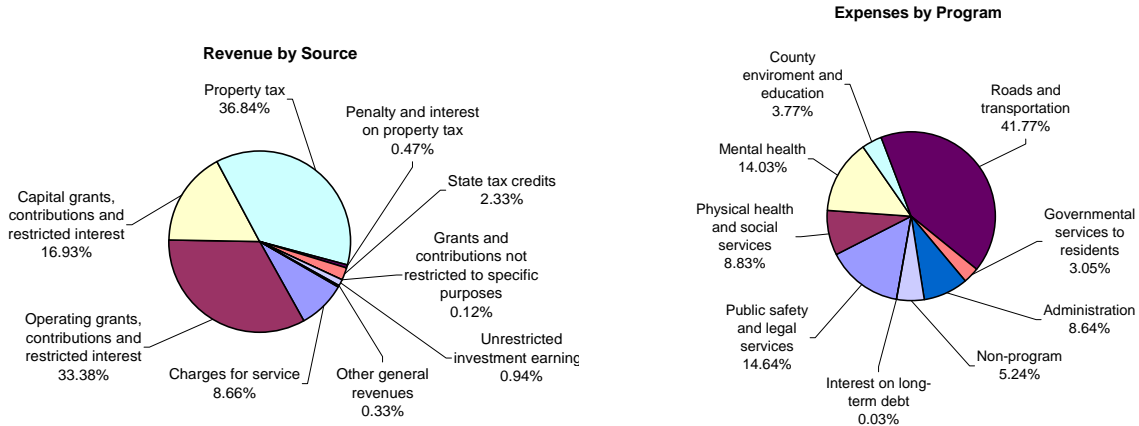 Revenue by Source
Property tax
36.84%
Penalty and interest
on property tax
0.47%
State tax credits
2.33%
Grants and
contributions not
restricted to specific
purposes
0.12%
Unrestricted
investment earning
0.94%
Other general
revenues
0.33%
Charges for service
8.66%
Operating grants,
contributions and
restricted interest
33.38%
Capital grants,
contributions and
restricted interest
16.93%
Expenses by Program
County
enviroment and
education
3.77%
Roads and
transportation
41.77%
Governmental
services to
residents
3.05%
Administration
8.64%
Non-program
5.24%
Interest on long-
term debt
0.03%
Public safety
and legal
services
14.64%
Physical health
and social
services
8.83%
Mental health
14.03%